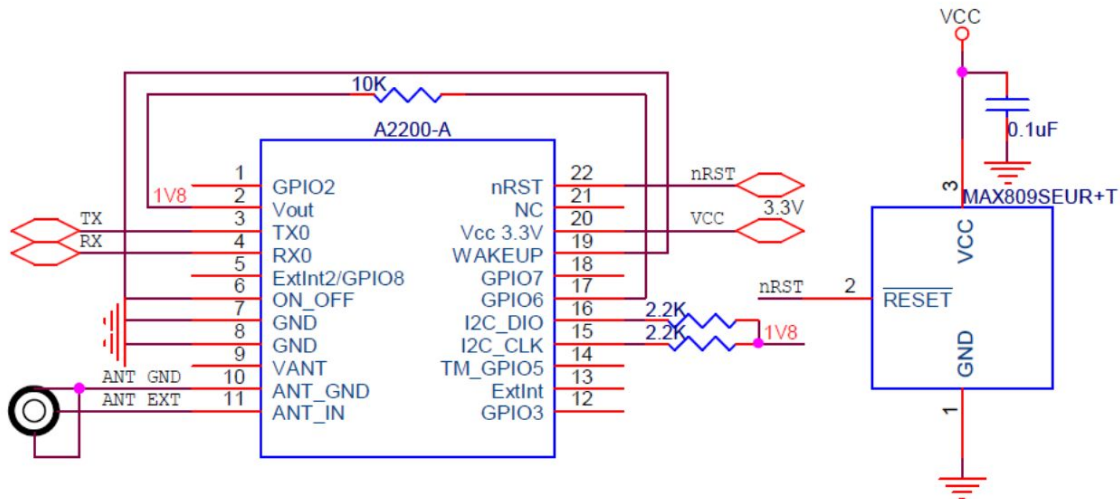 VCC
10K
A2200-A
0.1uF
1 GPIO2
1V8 2 Vout
TX 3 TX0
RX 4 RX0
5 ExtInt2/GPIO8
6 ON_OFF
7 GND
8 GND
9 VANT
ANT GND 10 ANT_GND
ANT EXT 11 ANT_IN
nRST 22 nRST
NC 21
Vcc 3.3V 20 VCC 3.3V
WAKEUP 19
GPIO7 18
GPIO6 17
I2C_DIO 16 2.2K
I2C_CLK 15 2.2K 1V8
TM_GPIO5 14
ExtInt 13
GPIO3 12
3 MAX809SEUR+T
VCC
nRST 2 RESET
GND
1